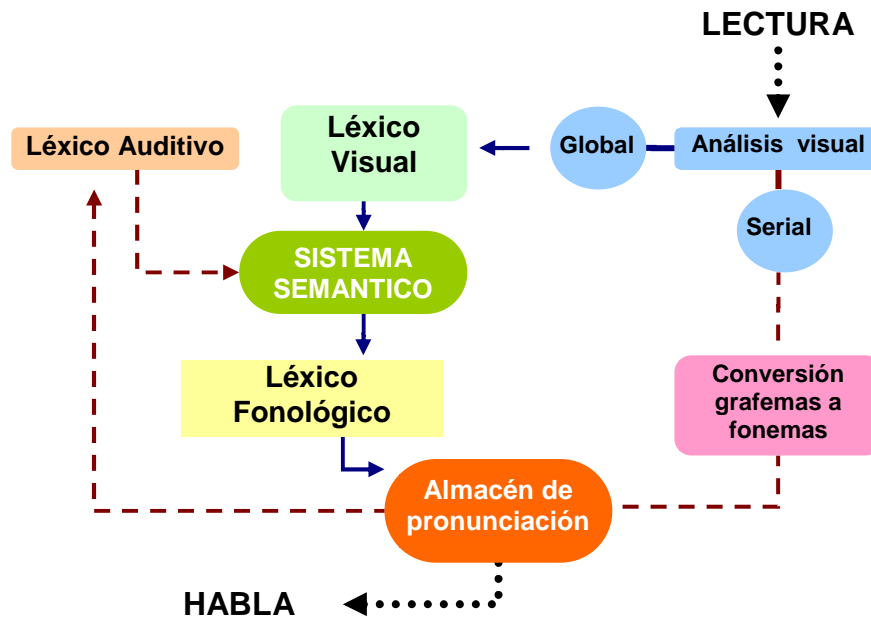 LECTURA
Léxico Auditivo
Léxico
Visual
Global
Análisis visual
Serial
SISTEMA
SEMANTICO
Léxico
Fonológico
Conversión
grafemas a
fonemas
Almacén de
pronunciación
HABLA